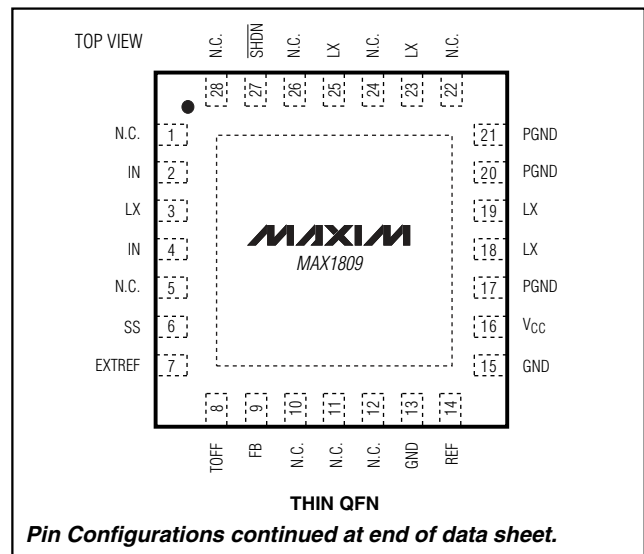 TOP VIEW
N.C.
SHDN
N.C.
LX
N.C.
LX
N.C.
28
27
26
25
24
23
22
N.C. 1
IN 2
LX 3
IN 4
N.C. 5
SS 6
EXTREF 7
MAXIM
MAX1809
21 PGND
20 PGND
19 LX
18 LX
17 PGND
16 VCC
15 GND
8
9
10
11
12
13
14
TOFF
FB
N.C.
N.C.
N.C.
GND
REF
THIN QFN
Pin Configurations continued at end of data sheet.